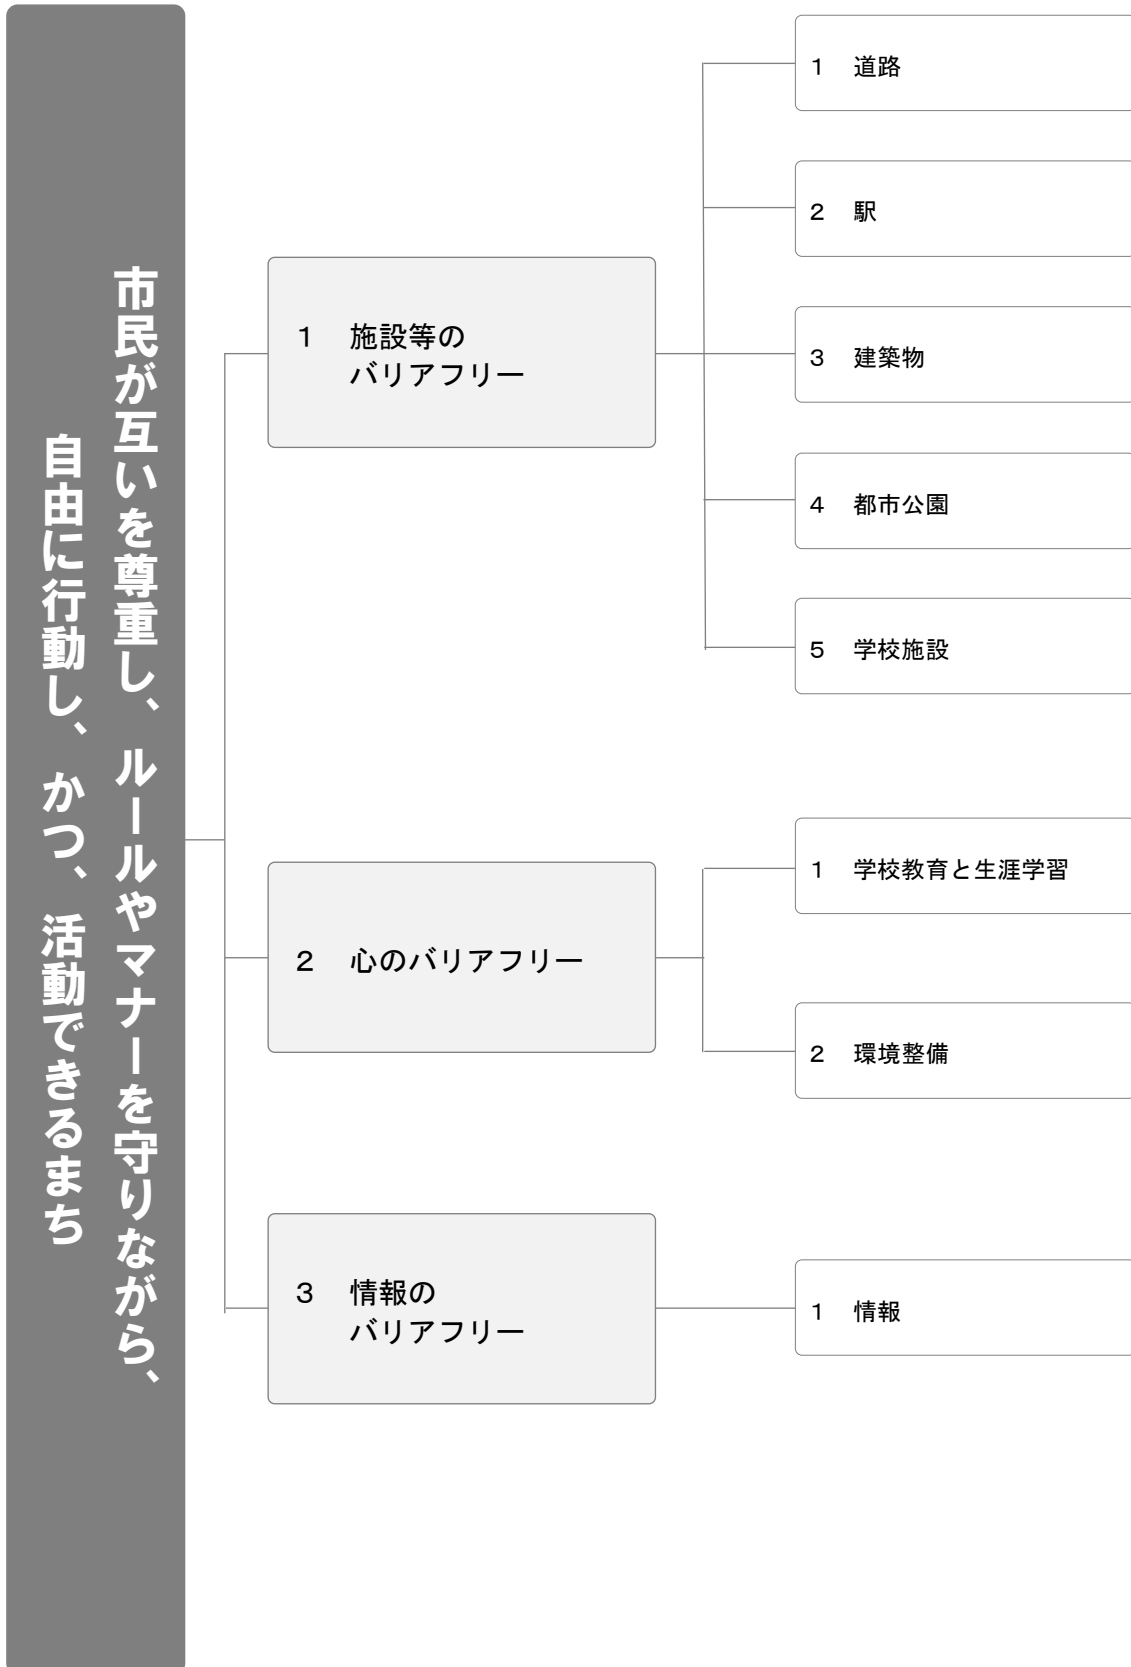 市民が互いを尊重し、ルールやマナーを守りながら、
自由に行動し、かつ、活動できるまち
１　施設等の
バリアフリー
１　道路
２　駅
３　建築物
４　都市公園
５　学校施設
２　心のバリアフリー
１　学校教育と生涯学習
２　環境整備
３　情報の
バリアフリー
１　情報